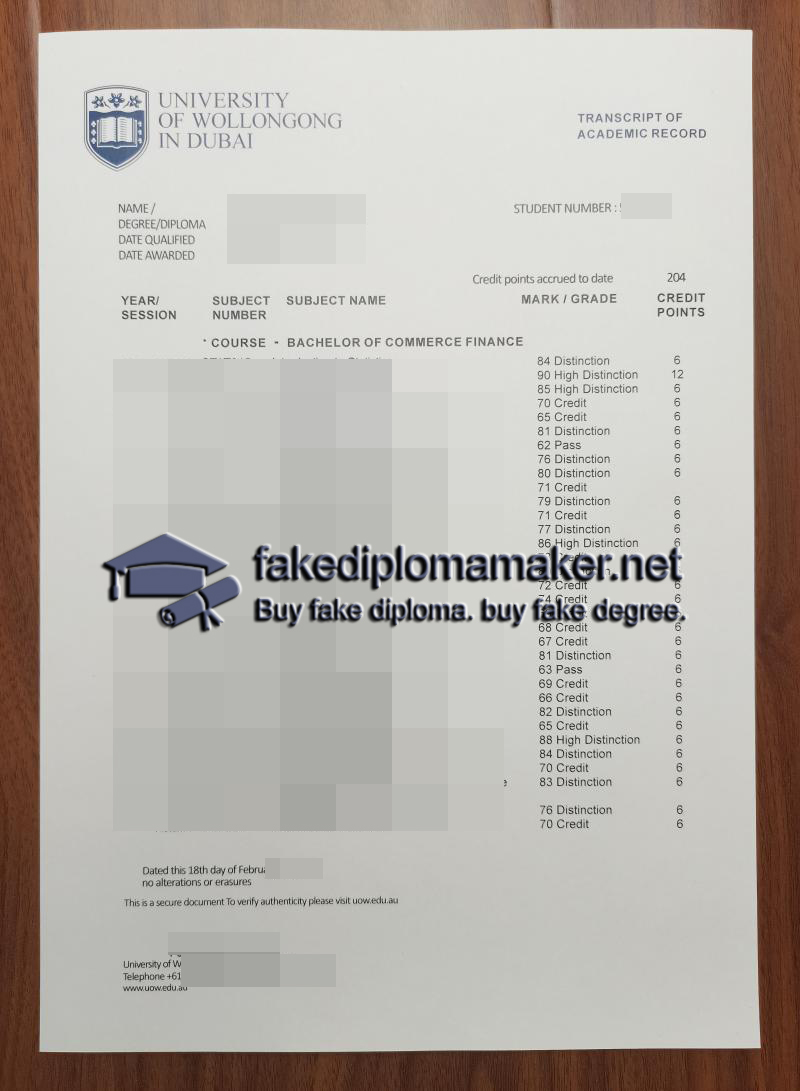 UNIVERSITY
OF WOLLONGONG
IN DUBAI
TRANSCRIPT OF
ACADEMIC RECORD
NAME /
DEGREE/DIPLOMA
DATE QUALIFIED
DATE AWARDED
STUDENT NUMBER :
Credit points accrued to date 204
YEAR/ SUBJECT SUBJECT NAME MARK / GRADE CREDIT
SESSION NUMBER POINTS
* COURSE - BACHELOR OF COMMERCE FINANCE
84 Distinction 6
90 High Distinction 12
85 High Distinction 6
70 Credit 6
65 Credit 6
81 Distinction 6
62 Pass 6
76 Distinction 6
80 Distinction 6
71 Credit
79 Distinction 6
71 Credit 6
77 Distinction 6
86 High Distinction 6
fakediplomamaker.net
72 Credit 6
74 Credit 6
Buy fake diploma. buy fake degree.
68 Credit 6
67 Credit 6
81 Distinction 6
63 Pass 6
69 Credit 6
66 Credit 6
82 Distinction 6
65 Credit 6
88 High Distinction 6
84 Distinction 6
70 Credit 6
83 Distinction 6
76 Distinction 6
70 Credit 6
Dated this 18th day of
no alterations or erasures
This is a secure document To verify authenticity please visit uow.edu.au
University of
Telephone +61
www.uow.edu.au